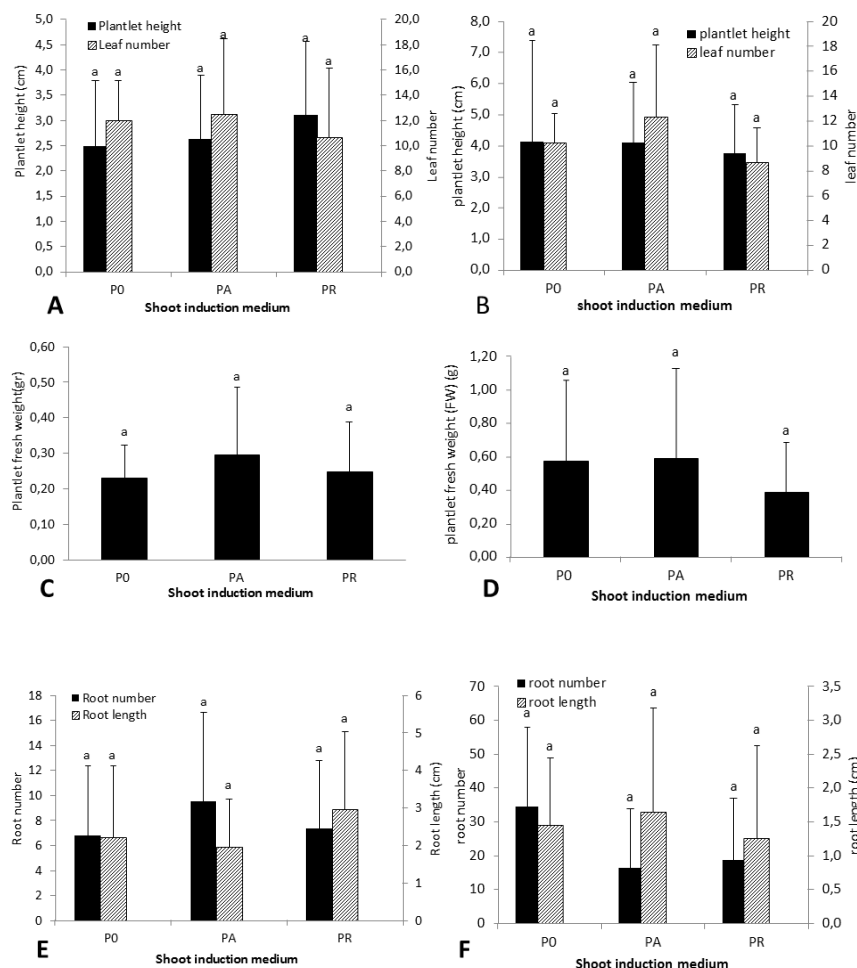 Plantlet height
Leaf number
Plantlet height (cm)
5,0
4,5
4,0
3,5
3,0
2,5
2,0
1,5
1,0
0,5
0,0
a a a a a a
20,0
18,0
16,0
14,0
12,0
10,0
8,0
6,0
4,0
2,0
0,0
Leaf number
P0 PA PR
A
Shoot induction medium
plantlet height
leaf number
plantlet height (cm)
8,0
7,0
6,0
5,0
4,0
3,0
2,0
1,0
0,0
a a a a a a
20
18
16
14
12
10
8
6
4
2
0
leaf number
P0 PA PR
B
shoot induction medium
Plantlet fresh weight(gr)
0,60
0,50
0,40
0,30
0,20
0,10
0,00
a a a
P0 PA PR
C
Shoot induction medium
plantlet fresh weight (FW) (g)
1,20
1,00
0,80
0,60
0,40
0,20
0,00
a a a
P0 PA PR
D
Shoot induction medium
Root number
Root length
Root number
18
16
14
12
10
8
6
4
2
0
a a a a a a
6
5
4
3
2
1
0
Root length (cm)
P0 PA PR
E
Shoot induction medium
root number
root length
root number
70
60
50
40
30
20
10
0
a a a a a a
3,5
3,0
2,5
2,0
1,5
1,0
0,5
0,0
root length (cm)
P0 PA PR
F
Shoot induction medium